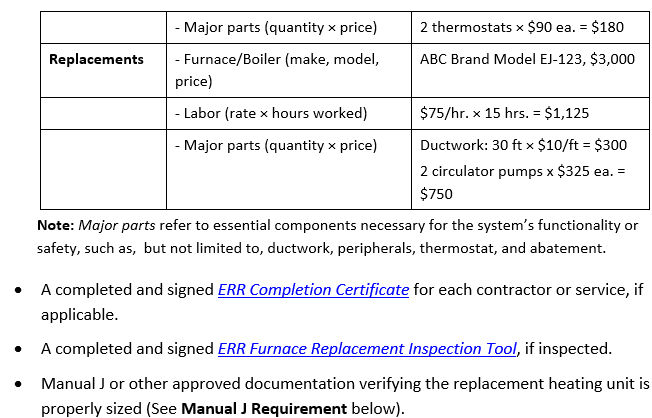 - Major parts (quantity × price) 2 thermostats × $90 ea. = $180
Replacements - Furnace/Boiler (make, model, ABC Brand Model EJ-123, $3,000
price)
- Labor (rate × hours worked) $75/hr. × 15 hrs. = $1,125
- Major parts (quantity × price) Ductwork: 30 ft × $10/ft = $300
2 circulator pumps x $325 ea. =
$750
Note: Major parts refer to essential components necessary for the system's functionality or
safety, such as,  but not limited to, ductwork, peripherals, thermostat, and abatement.
• A completed and signed ERR Completion Certificate for each contractor or service, if
applicable.
• A completed and signed ERR Furnace Replacement Inspection Tool, if inspected.
• Manual J or other approved documentation verifying the replacement heating unit is
properly sized (See Manual J Requirement below).